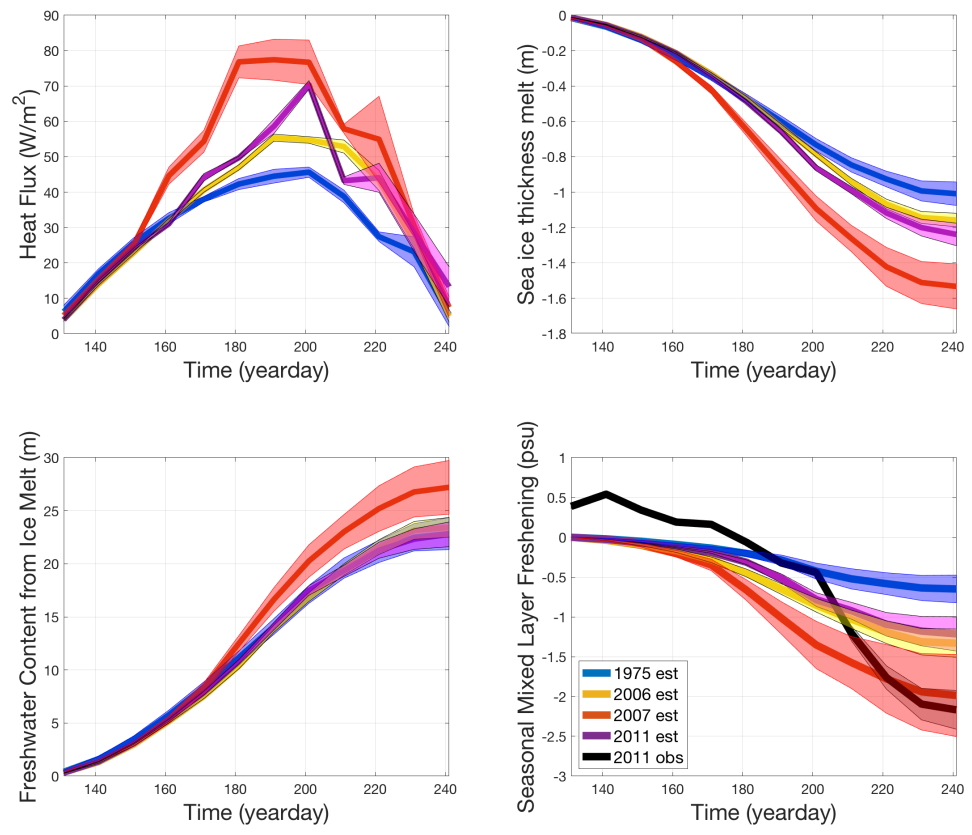 Heat Flux (W/m2)
90
80
70
60
50
40
30
20
10
0
140 160 180 200 220 240
Time (yearday)
Sea ice thickness melt (m)
0
-0.2
-0.4
-0.6
-0.8
-1
-1.2
-1.4
-1.6
-1.8
140 160 180 200 220 240
Time (yearday)
Freshwater Content from Ice Melt (m)
30
25
20
15
10
5
0
140 160 180 200 220 240
Time (yearday)
Seasonal Mixed Layer Freshening (psu)
1
0.5
0
-0.5
-1
-1.5
-2
-2.5
-3
1975 est
2006 est
2007 est
2011 est
2011 obs
140 160 180 200 220 240
Time (yearday)